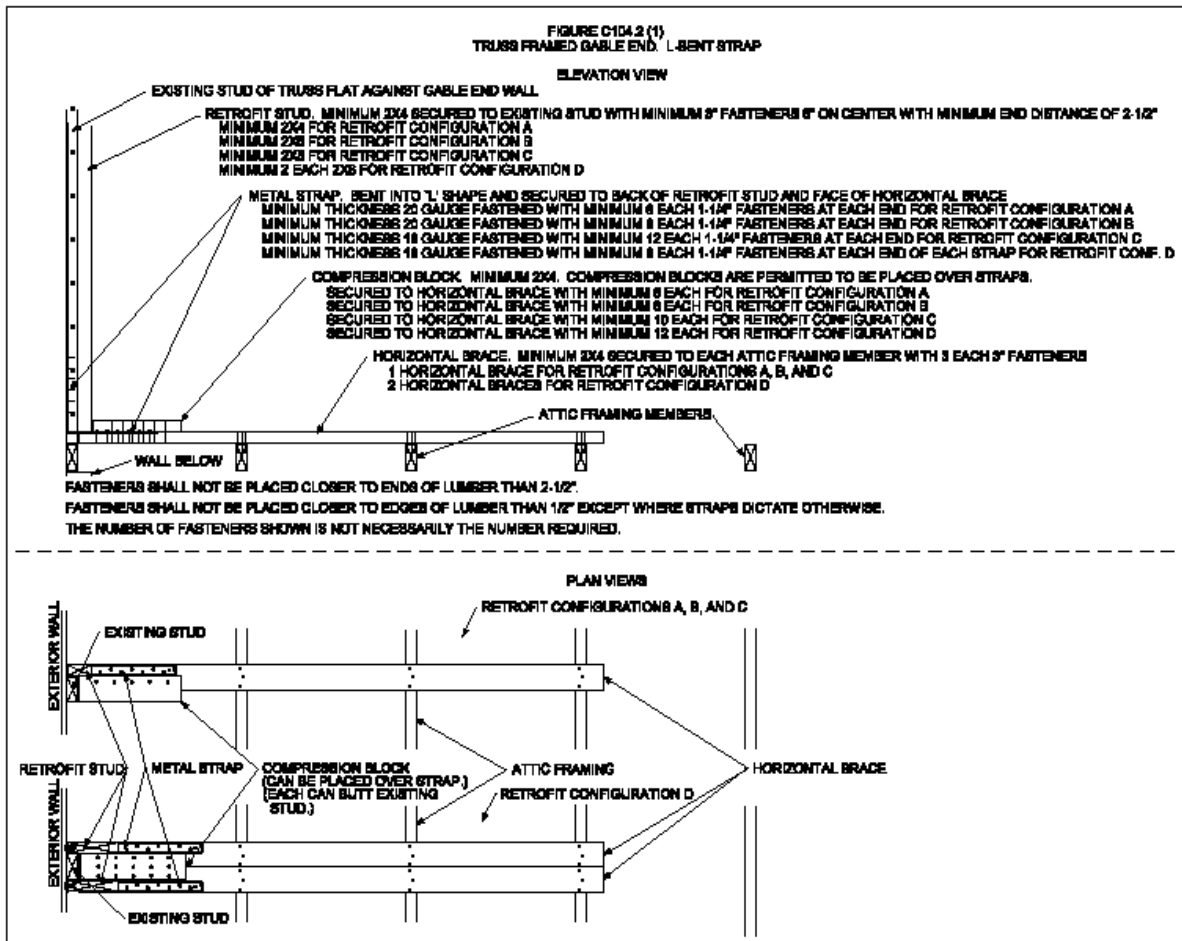 FIGURE C104.2 (1)
TRUSS FRAMED GABLE END. L-BENT STRAP
ELEVATION VIEW
EXISTING STUD OF TRUSS FLAT AGAINST GABLE END WALL
RETROFIT STUD. MINIMUM 2X4 SECURED TO EXISTING STUD WITH MINIMUM 3" FASTENERS 6" ON CENTER WITH MINIMUM END DISTANCE OF 2-1/2"
MINIMUM 2X4 FOR RETROFIT CONFIGURATION A
MINIMUM 2X6 FOR RETROFIT CONFIGURATION B
MINIMUM 2X8 FOR RETROFIT CONFIGURATION C
MINIMUM 2 EACH 2X8 FOR RETROFIT CONFIGURATION D
METAL STRAP. BENT INTO "L" SHAPE AND SECURED TO BACK OF RETROFIT STUD AND FACE OF HORIZONTAL BRACE
MINIMUM THICKNESS 20 GAUGE FASTENED WITH MINIMUM 6 EACH 1-1/4" FASTENERS AT EACH END FOR RETROFIT CONFIGURATION A
MINIMUM THICKNESS 20 GAUGE FASTENED WITH MINIMUM EACH 1-1/4" FASTENERS AT EACH END FOR RETROFIT CONFIGURATION B
MINIMUM THICKNESS 18 GAUGE FASTENED WITH MINIMUM 12 EACH 1-1/4" FASTENERS AT EACH END FOR RETROFIT CONFIGURATION C
MINIMUM THICKNESS 18 GAUGE FASTENED WITH MINIMUM 8 EACH 1-1/4" FASTENERS AT EACH END OF EACH STRAP FOR RETROFIT CONF. D
COMPRESSION BLOCK. MINIMUM 2X4. COMPRESSION BLOCKS ARE PERMITTED TO BE PLACED OVER STRAPS.
SECURED TO HORIZONTAL BRACE WITH MINIMUM 6 EACH FOR RETROFIT CONFIGURATION A
SECURED TO HORIZONTAL BRACE WITH MINIMUM 8 EACH FOR RETROFIT CONFIGURATION B
SECURED TO HORIZONTAL BRACE WITH MINIMUM 10 EACH FOR RETROFIT CONFIGURATION C
SECURED TO HORIZONTAL BRACE WITH MINIMUM 12 EACH FOR RETROFIT CONFIGURATION D
HORIZONTAL BRACE. MINIMUM 2X4 SECURED TO EACH ATTIC FRAMING MEMBER WITH 3 EACH 3" FASTENERS
1 HORIZONTAL BRACE FOR RETROFIT CONFIGURATIONS A, B, AND C
2 HORIZONTAL BRACES FOR RETROFIT CONFIGURATION D
ATTIC FRAMING MEMBERS
WALL BELOW
FASTENERS SHALL NOT BE PLACED CLOSER TO ENDS OF LUMBER THAN 2-1/2".
FASTENERS SHALL NOT BE PLACED CLOSER TO EDGES OF LUMBER THAN 1/2" EXCEPT WHERE STRAPS DICTATE OTHERWISE.
THE NUMBER OF FASTENERS SHOWN IS NOT NECESSARILY THE NUMBER REQUIRED.
PLAN VIEWS
RETROFIT CONFIGURATIONS A, B, AND C
EXTERIOR WALL
EXISTING STUD
RETROFIT STUD
METAL STRAP
COMPRESSION BLOCK
(CAN BE PLACED OVER STRAP.)
(EACH CAN BUTT EXISTING
STUD.)
ATTIC FRAMING
HORIZONTAL BRACE
RETROFIT CONFIGURATION D
EXTERIOR WALL
EXISTING STUD